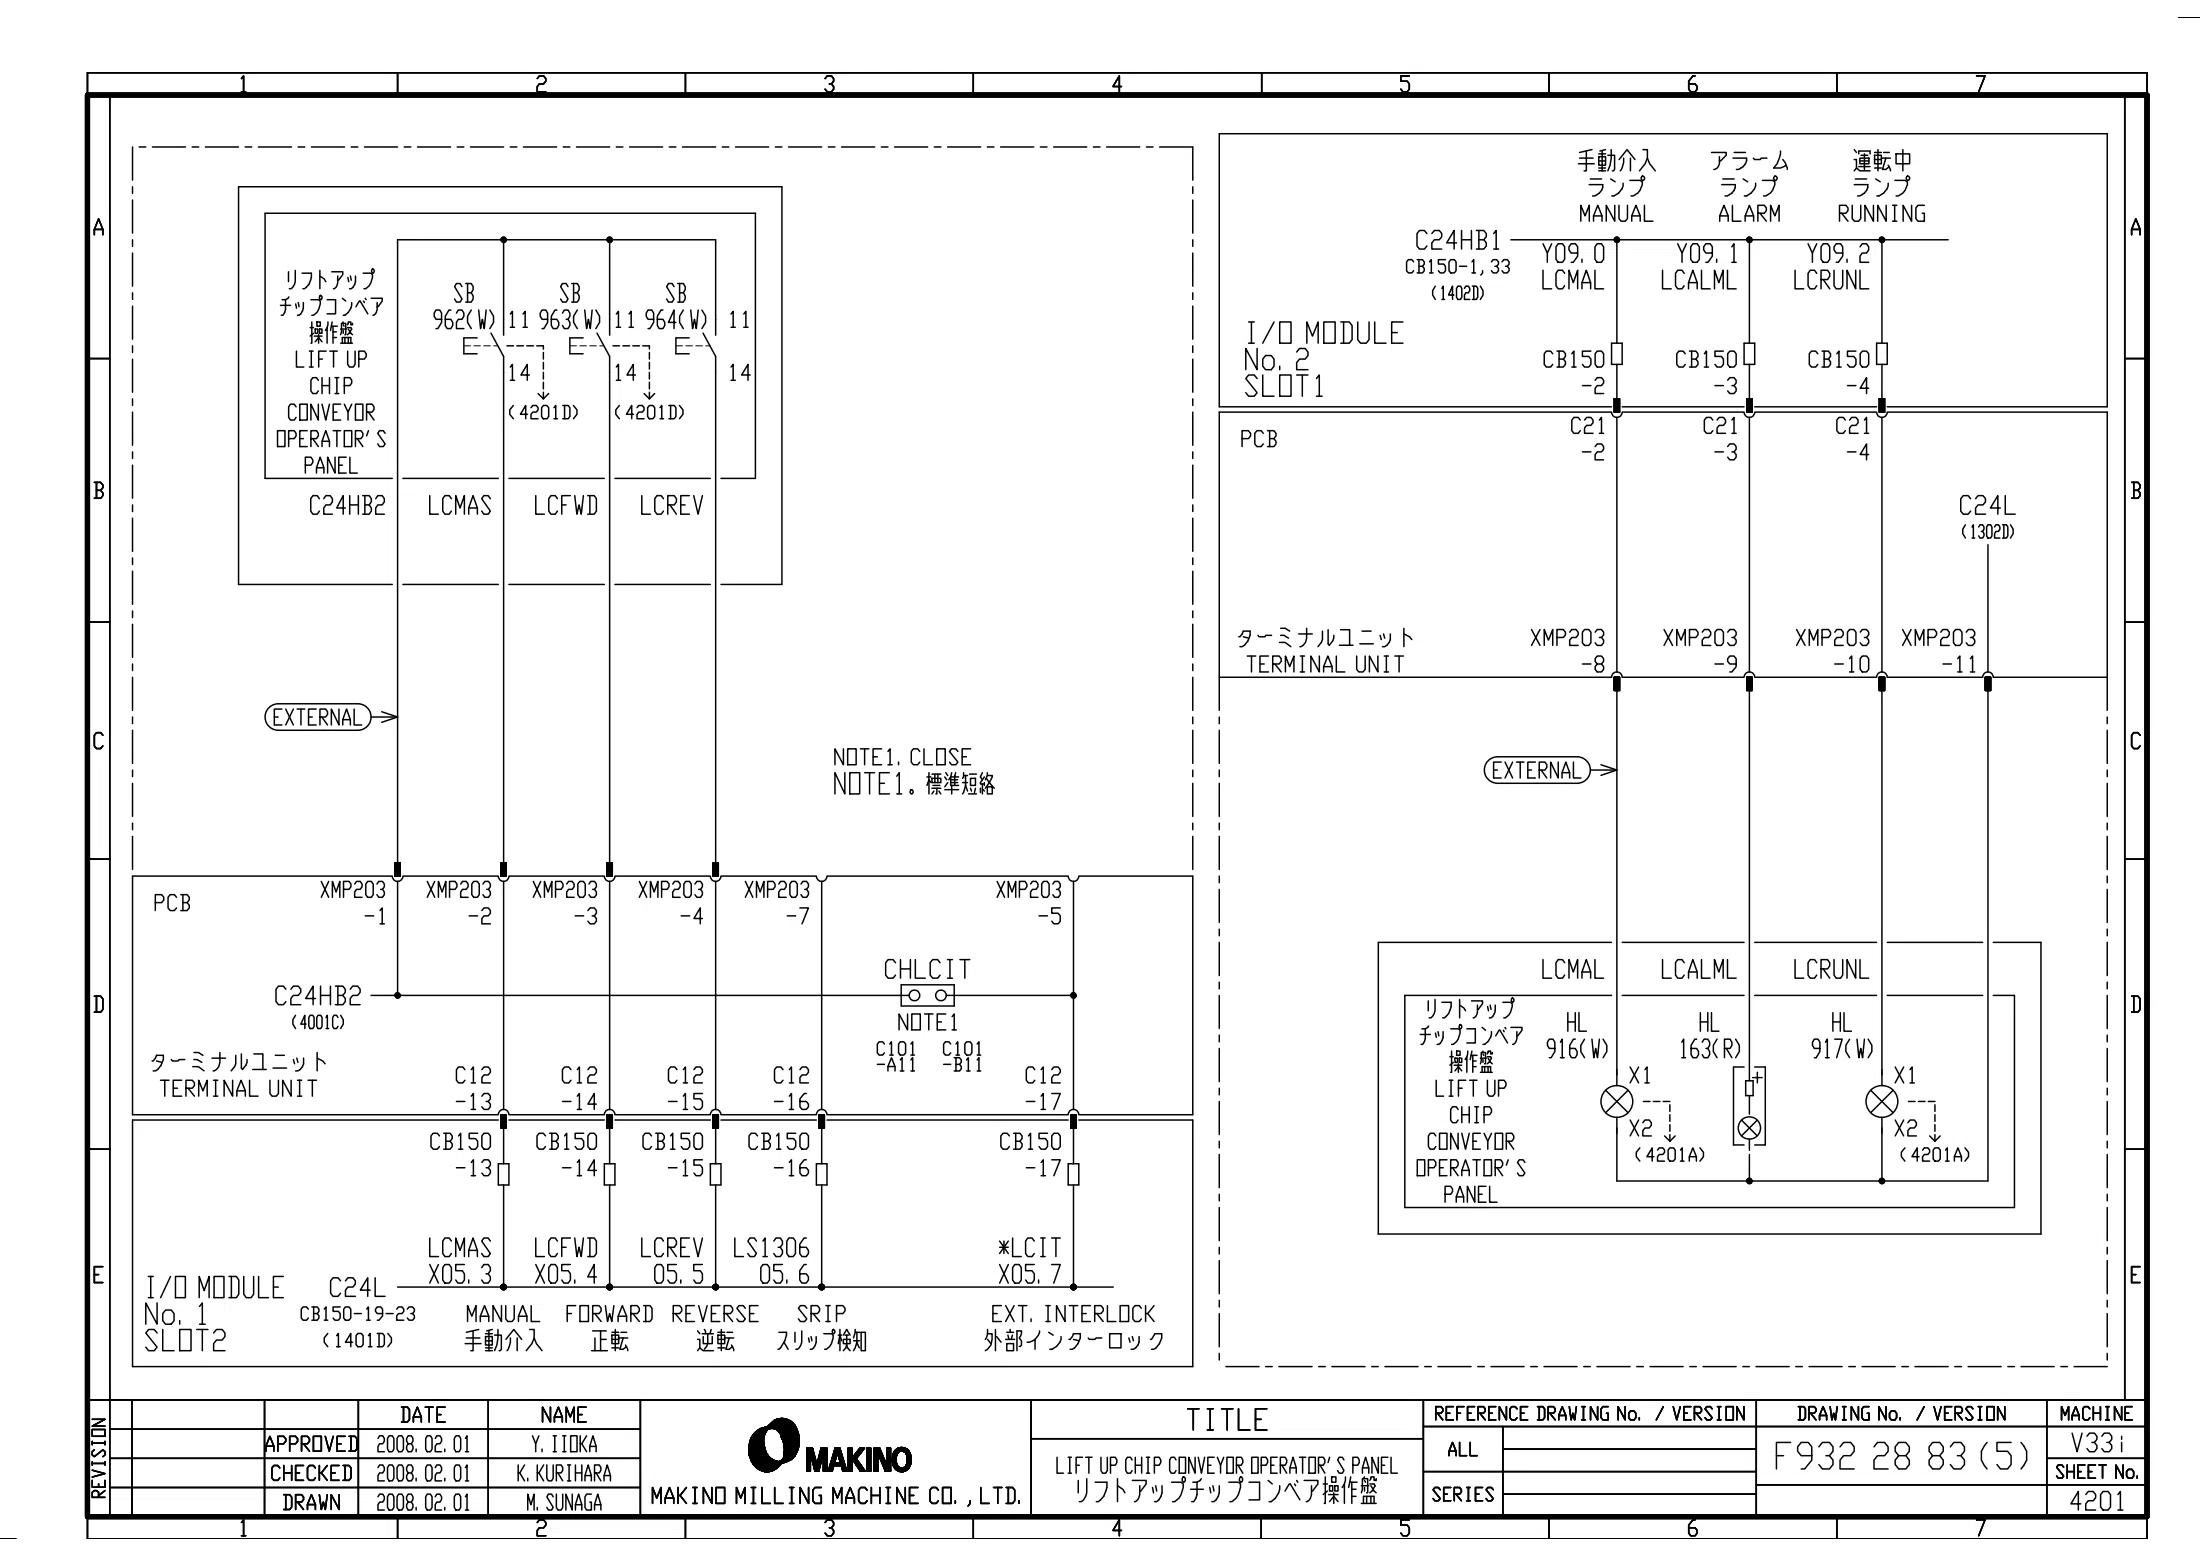 1 2 3 4 5 6 7
A
B
C
D
E
リフトアップ
チップコンベア
操作盤
LIFT UP
CHIP
CONVEYOR
OPERATOR'S
PANEL
SB
962(W)
11
14
(4201D)
SB
963(W)
11
14
(4201D)
SB
964(W)
11
14
C24HB2 LCMAS LCFWD LCREV
EXTERNAL
NOTE1. CLOSE
NOTE1。標準短絡
PCB
XMP203 XMP203 XMP203 XMP203 XMP203 XMP203
-1 -2 -3 -4 -7 -5
CHLCIT
C24HB2
(4001C)
NOTE1
C101 C101
-A11 -B11
ターミナルユニット
TERMINAL UNIT
C12 C12 C12 C12 C12
-13 -14 -15 -16 -17
CB150 CB150 CB150 CB150 CB150
-13 -14 -15 -16 -17
LCMAS LCFWD LCREV LS1306 *LCIT
X05.3 X05.4 05.5 05.6 X05.7
I/O MODULE
No. 1
SLOT2
C24L
CB150-19-23
(1401D)
MANUAL FORWARD REVERSE SRIP EXT. INTERLOCK
手動介入 正転 逆転 スリップ検知 外部インターロック
手動介入 アラーム 運転中
ランプ ランプ ランプ
MANUAL ALARM RUNNING
C24HB1
CB150-1,33
(1402D)
Y09.0 Y09.1 Y09.2
LCMAL LCALML LCRUNL
I/O MODULE
No. 2
SLOT1
CB150 CB150 CB150
-2 -3 -4
PCB
C21 C21 C21
-2 -3 -4
C24L
(1302D)
ターミナルユニット
TERMINAL UNIT
XMP203 XMP203 XMP203 XMP203
-8 -9 -10 -11
EXTERNAL
LCMAL LCALML LCRUNL
リフトアップ
チップコンベア
操作盤
LIFT UP
CHIP
CONVEYOR
OPERATOR'S
PANEL
HL HL HL
916(W) 163(R) 917(W)
X1 + X1
X2 X2
(4201A) (4201A)
A
B
C
D
E
REVISION
DATE NAME
APPROVED 2008.02.01 Y. IIOKA
CHECKED 2008.02.01 K. KURIHARA
DRAWN 2008.02.01 M. SUNAGA
MAKINO
MAKINO MILLING MACHINE CO., LTD.
TITLE
LIFT UP CHIP CONVEYOR OPERATOR'S PANEL
リフトアップチップコンベア操作盤
REFERENCE DRAWING No. / VERSION
ALL
SERIES
DRAWING No. / VERSION
F932 28 83(5)
MACHINE
V33i
SHEET No.
4201
1 2 3 4 5 6 7